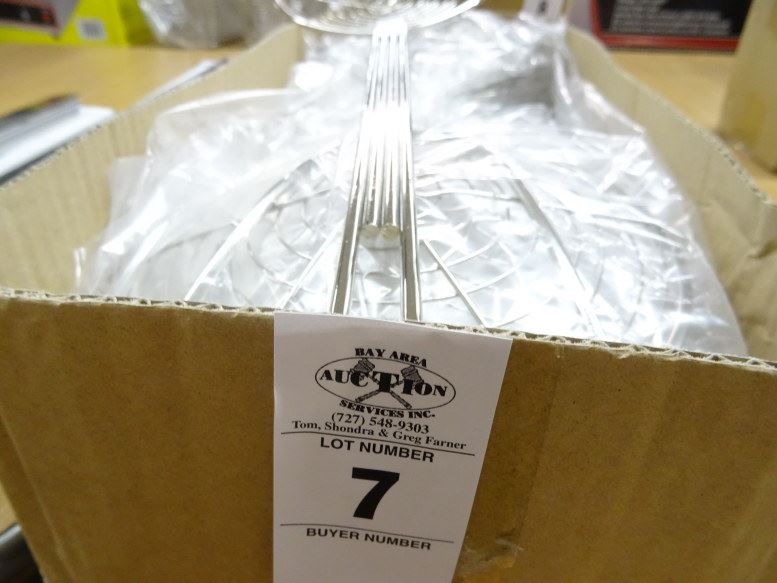 BAY AREA
AUCTION
SERVICES INC.
(727) 548-9303
Tom, Shondra & Greg Farner
LOT NUMBER
7
BUYER NUMBER